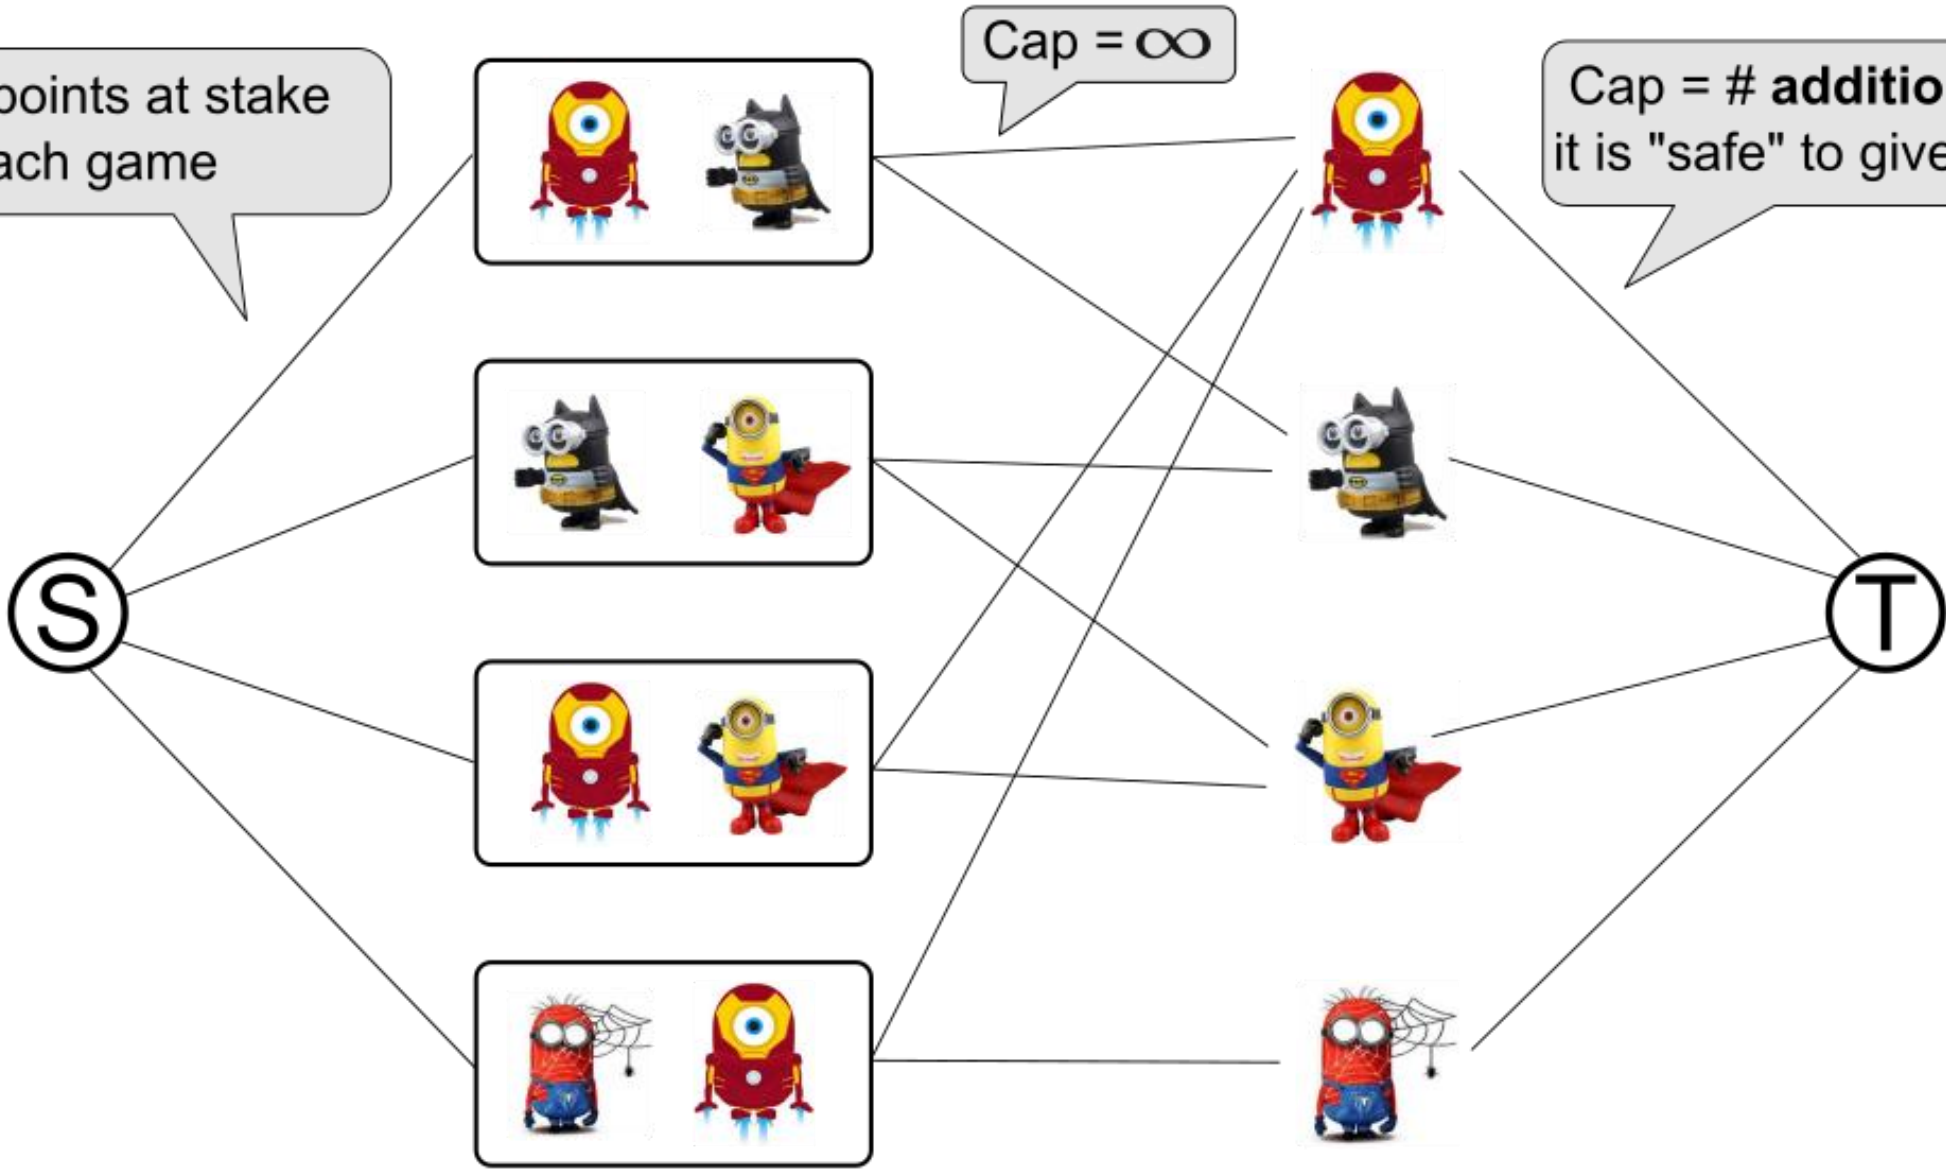 points at stake
ach game
Cap = ∞
Cap = # additio
it is "safe" to give
S
T